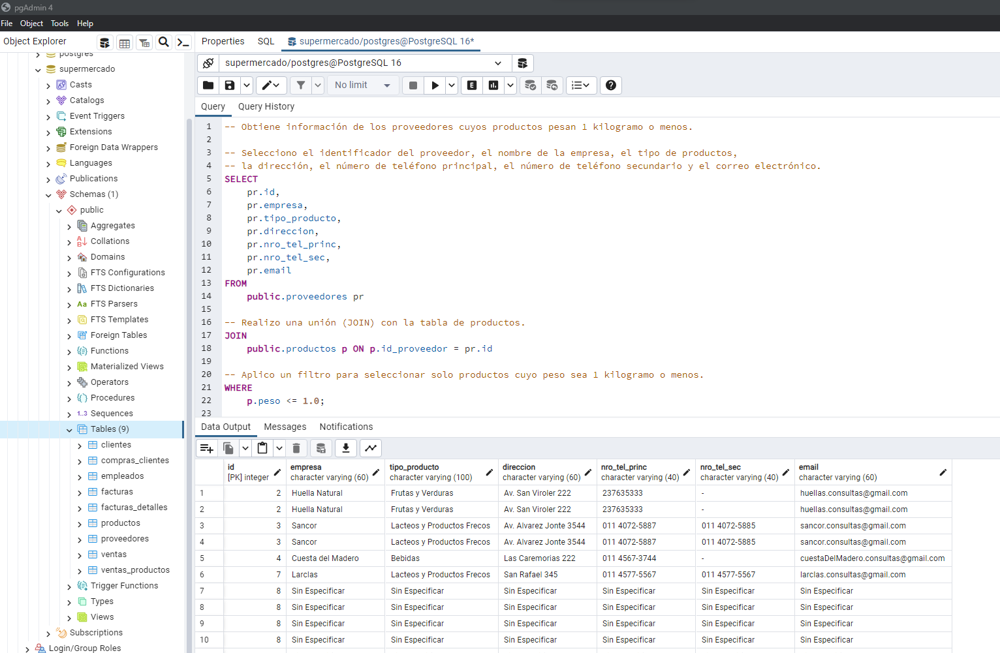 pgAdmin 4
File Object Tools Help
Object Explorer
postgres
supermercado
Casts
Catalogs
Event Triggers
Extensions
Foreign Data Wrappers
Languages
Publications
Schemas (1)
public
Aggregates
Collations
Domains
FTS Configurations
FTS Dictionaries
Aa FTS Parsers
FTS Templates
Foreign Tables
Functions
Materialized Views
Operators
Procedures
1..3 Sequences
Tables (9)
clientes
compras_clientes
empleados
facturas
facturas_detalles
productos
proveedores
ventas
ventas_productos
Trigger Functions
Types
Views
Subscriptions
Login/Group Roles
Properties SQL supermercado/postgres@PostgreSQL 16*
supermercado/postgres@PostgreSQL 16
No limit
Query Query History
1 -- Obtiene información de los proveedores cuyos productos pesan 1 kilogramo o menos.
2
3 -- Selecciono el identificador del proveedor, el nombre de la empresa, el tipo de productos,
4 -- la dirección, el número de teléfono principal, el número de teléfono secundario y el correo electrónico.
5 SELECT
6 pr.id,
7 pr.empresa,
8 pr.tipo_producto,
9 pr.direccion,
10 pr.nro_tel_princ,
11 pr.nro_tel_sec,
12 pr.email
13 FROM
14 public.proveedores pr
15
16 -- Realizo una unión (JOIN) con la tabla de productos.
17 JOIN
18 public.productos p ON p.id_proveedor = pr.id
19
20 -- Aplico un filtro para seleccionar solo productos cuyo peso sea 1 kilogramo o menos.
21 WHERE
22 p.peso <= 1.0;
23
Data Output Messages Notifications
id empresa tipo_producto direccion nro_tel_princ nro_tel_sec email
[PK] integer character varying (60) character varying (100) character varying (60) character varying (40) character varying (40) character varying (60)
1 2 Huella Natural Frutas y Verduras Av. San Viroler 222 237635333 - huellas.consultas@gmail.com
2 2 Huella Natural Frutas y Verduras Av. San Viroler 222 237635333 - huellas.consultas@gmail.com
3 3 Sancor Lacteos y Productos Frecos Av. Alvarez Jonte 3544 011 4072-5887 011 4072-5885 sancor.consultas@gmail.com
4 3 Sancor Lacteos y Productos Frecos Av. Alvarez Jonte 3544 011 4072-5887 011 4072-5885 sancor.consultas@gmail.com
5 4 Cuesta del Madero Bebidas Las Caremorias 222 011 4567-3744 - cuestaDelMadero.consultas@gmail.com
6 7 Larclas Lacteos y Productos Frecos San Rafael 345 011 4577-5567 011 4577-5567 larclas.consultas@gmail.com
7 8 Sin Especificar Sin Especificar Sin Especificar Sin Especificar Sin Especificar Sin Especificar
8 8 Sin Especificar Sin Especificar Sin Especificar Sin Especificar Sin Especificar Sin Especificar
9 8 Sin Especificar Sin Especificar Sin Especificar Sin Especificar Sin Especificar Sin Especificar
10 8 Sin Especificar Sin Especificar Sin Especificar Sin Especificar Sin Especificar Sin Especificar